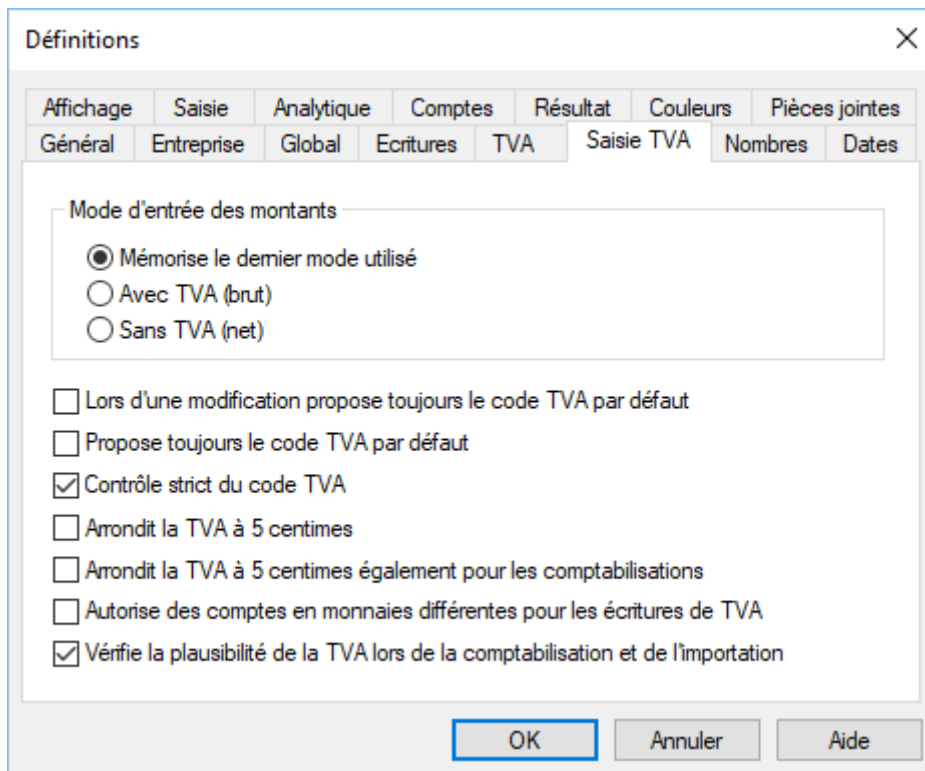 Définitions
Affichage Saisie Analytique Comptes Résultat Couleurs Pièces jointes
Général Entreprise Global Ecritures TVA Saisie TVA Nombres Dates
Mode d'entrée des montants
Mémorise le dernier mode utilisé
Avec TVA (brut)
Sans TVA (net)
Lors d'une modification propose toujours le code TVA par défaut
Propose toujours le code TVA par défaut
Contrôle strict du code TVA
Arrondit la TVA à 5 centimes
Arrondit la TVA à 5 centimes également pour les comptabilisations
Autorise des comptes en monnaies différentes pour les écritures de TVA
Vérifie la plausibilité de la TVA lors de la comptabilisation et de l'importation
OK Annuler Aide